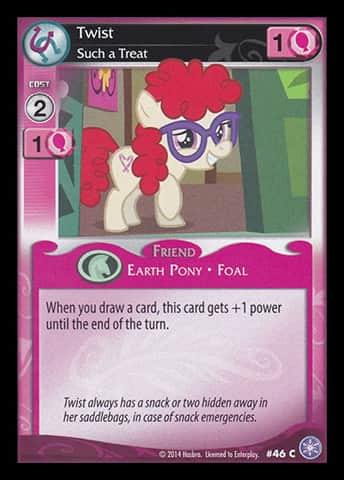 Twist
Such a Treat
1
COST
2
1
FRIEND
EARTH PONY • FOAL
When you draw a card, this card gets +1 power
until the end of the turn.
Twist always has a snack or two hidden away in
her saddlebags, in case of snack emergencies.
© 2014 Hasbro. Licensed to Enterplay. #46 C